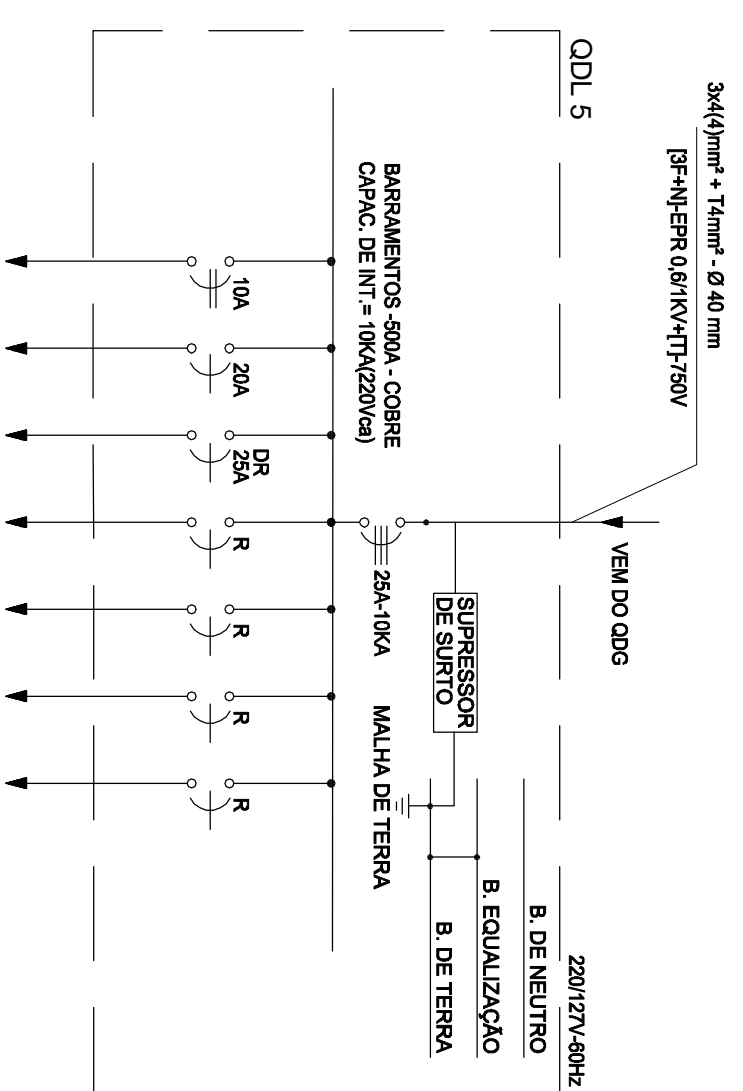 3x4(4)mm² + T4mm² - Ø 40 mm
[3F+N]-EPR 0,6/1KV+[T]-750V
VEM DO QDG
220/127V-60Hz
QDL 5
B. DE NEUTRO
B. EQUALIZAÇÃO
B. DE TERRA
SUPRESSOR
DE SURTO
MALHA DE TERRA
25A-10KA
BARRAMENTOS -500A - COBRE
CAPAC. DE INT.= 10KA(220Vca)
10A
20A
DR
25A
R
R
R
R